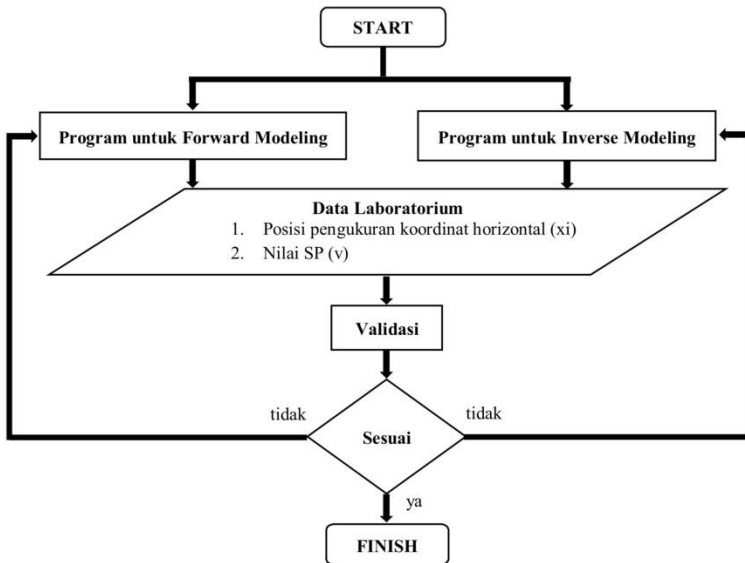 START
Program untuk Forward Modeling
Program untuk Inverse Modeling
Data Laboratorium
1. Posisi pengukuran koordinat horizontal (xi)
2. Nilai SP (v)
Validasi
tidak
tidak
Sesuai
ya
FINISH